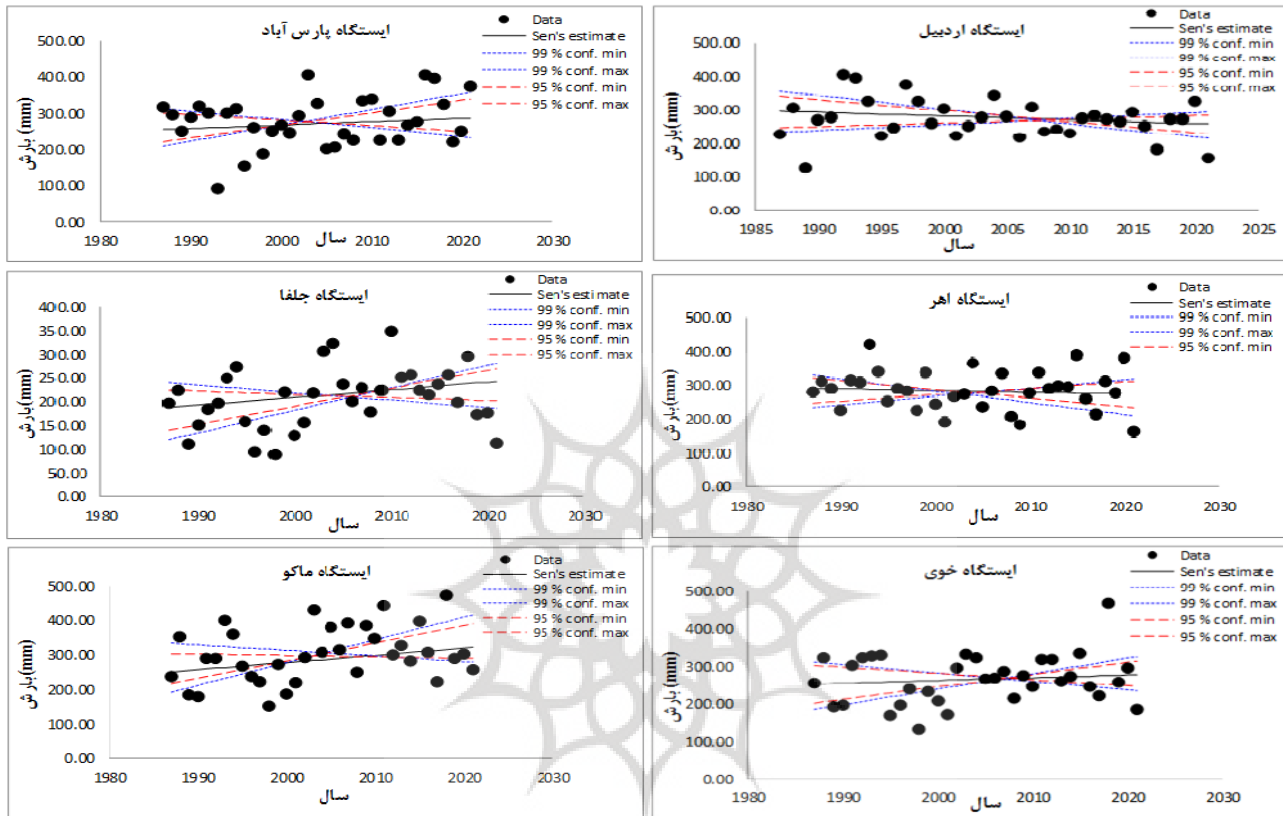 ایستگاه پارس آباد
Data
Sen's estimate
99 % conf. min
99 % conf. max
95 % conf. min
95 % conf. max
بارش(mm)
500.00
400.00
300.00
200.00
100.00
0.00
1980 1990 2000 2010 2020 2030
سال
ایستگاه اردبیل
Data
Sen's estimate
99 % conf. min
99 % conf. max
95 % conf. min
95 % conf. max
بارش(mm)
500.00
400.00
300.00
200.00
100.00
0.00
1985 1990 1995 2000 2005 2010 2015 2020 2025
سال
ایستگاه جلفا
Data
Sen's estimate
99 % conf. min
99 % conf. max
95 % conf. min
95 % conf. max
بارش(mm)
400.00
350.00
300.00
250.00
200.00
150.00
100.00
50.00
0.00
1980 1990 2000 2010 2020 2030
سال
ایستگاه اهر
Data
Sen's estimate
99 % conf. min
99 % conf. max
95 % conf. min
95 % conf. max
بارش(mm)
500.00
400.00
300.00
200.00
100.00
0.00
1980 1990 2000 2010 2020 2030
سال
ایستگاه ماکو
Data
Sen's estimate
99 % conf. min
99 % conf. max
95 % conf. min
95 % conf. max
بارش(mm)
500.00
400.00
300.00
200.00
100.00
0.00
1980 1990 2000 2010 2020 2030
سال
ایستگاه خوی
Data
Sen's estimate
99 % conf. min
99 % conf. max
95 % conf. min
95 % conf. max
بارش(mm)
500.00
400.00
300.00
200.00
100.00
0.00
1980 1990 2000 2010 2020 2030
سال